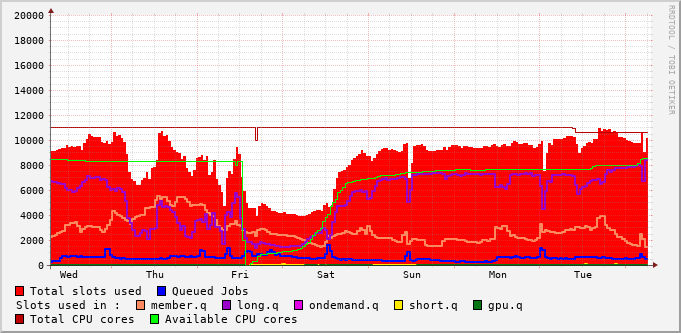 20000
18000
16000
14000
12000
10000
8000
6000
4000
2000
0
Wed Thu Fri Sat Sun Mon Tue
Total slots used Queued Jobs
Slots used in : member.q long.q ondemand.q short.q gpu.q
Total CPU cores Available CPU cores
RRDTOOL / TOBI OETIKER